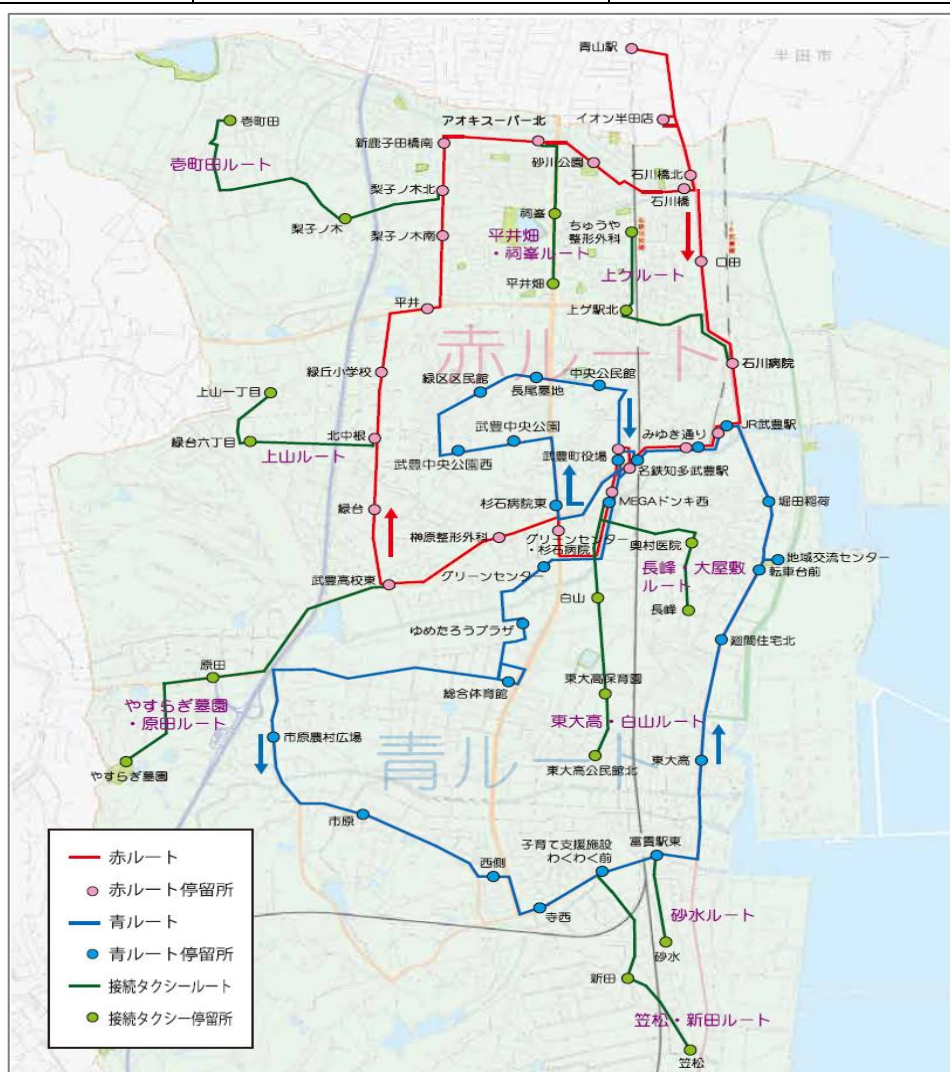 青山駅
半田市
イオン半田店
アオキスーパー北
壱町田
新鹿子田橋南
砂川公園
壱町田ルート
石川橋北
石川橋
梨子ノ木北
梨子ノ木
祠峯
ちゅうや
整形外科
梨子ノ木南
平井畑
・祠峯ルート
口田
上ゲルート
平井畑
平井
上ゲ駅北
赤ルート
石川病院
緑丘小学校
緑区区民館
長尾墓地
中央公民館
上山一丁目
北中根
緑台六丁目
上山ルート
武豊中央公園
武豊中央公園西
武豊町役場
みゆき通り
JR武豊駅
名鉄知多武豊駅
杉石病院東
MEGAドンキ西
堀田稲荷
緑台
榊原整形外科
グリーンセンター
・杉石病院
奥村医院
グリーンセンター
長峰 大屋敷
ルート
地域交流センター
転車台前
武豊高校東
白山
長峰
ゆめたろうプラザ
廻間住宅北
原田
東大高保育園
総合体育館
やすらぎ墓園
・原田ルート
東大高・白山ルート
市原農村広場
青ルート
東大高
やすらぎ墓園
東大高公民館北
市原
子育て支援施設
わくわく前
富貴駅東
西側
寺西
砂水ルート
砂水
新田
笠松・新田ルート
笠松
赤ルート
赤ルート停留所
青ルート
青ルート停留所
接続タクシールート
接続タクシー停留所